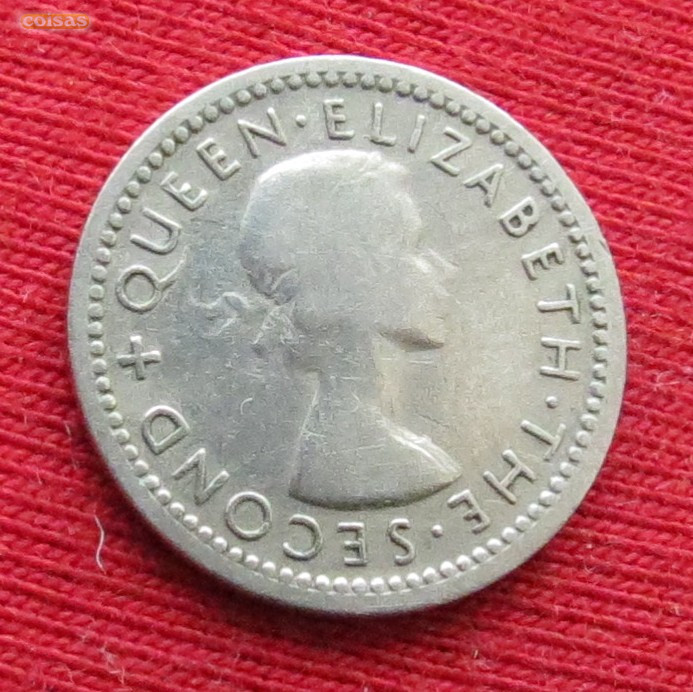 coisas
+ QUEEN · ELIZABETH · THE · SECOND